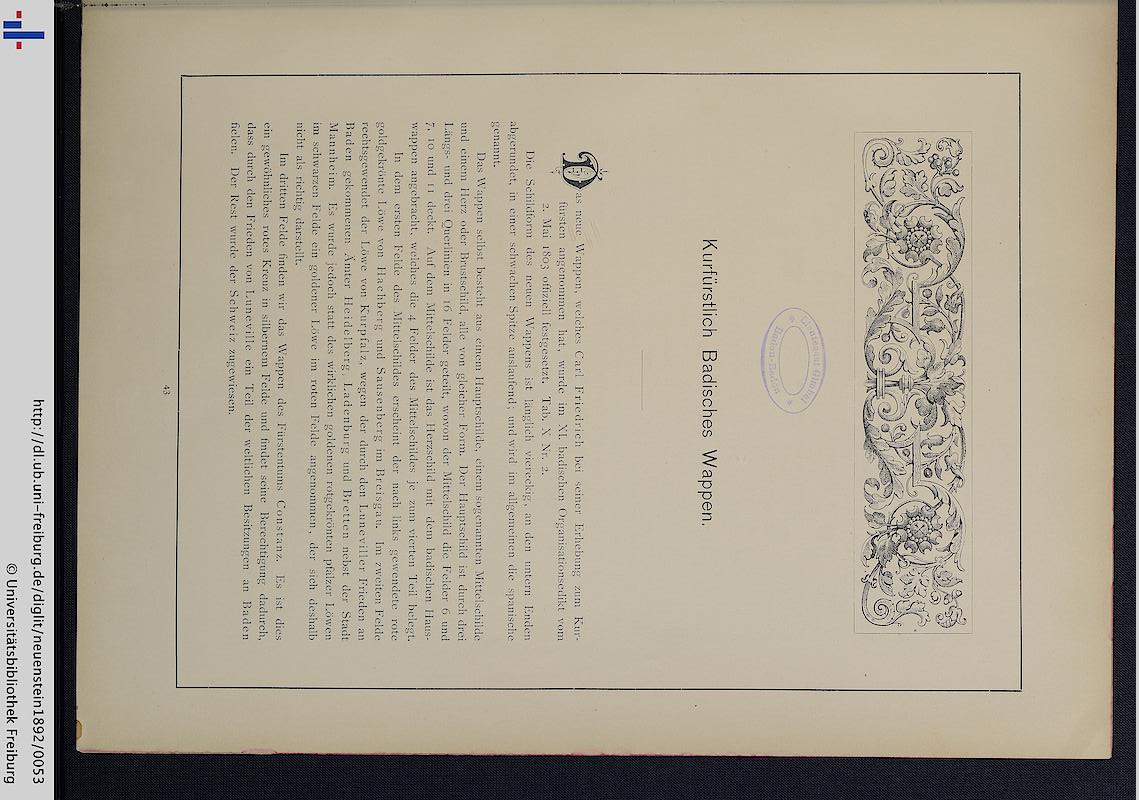 Lieutenant Gimbel
Baden-Baden
Kurfürstlich Badisches Wappen.
Das neue Wappen, welches Carl Friedrich bei seiner Erhebung zum Kur-
fürsten angenommen hat, wurde im XI. badischen Organisationsedikt vom
2. Mai 1803 offiziell festgesetzt. Tab. X Nr. 2.
Die Schildform des neuen Wappens ist länglich viereckig, an den untern Enden
abgerundet, in einer schwachen Spitze auslaufend; und wird im allgemeinen die spanische
genannt.
Das Wappen selbst besteht aus einem Hauptschilde, einem sogenannten Mittelschilde
und einem Herz oder Brustschild, alle von gleicher Form. Der Hauptschild ist durch drei
Längs- und drei Querlinien in 16 Felder geteilt, wovon der Mittelschild die Felder 6 und
7, 10 und 11 deckt. Auf dem Mittelschilde ist das Herzschild mit dem badischen Haus-
wappen angebracht, welches die 4 Felder des Mittelschildes je zum vierten Teil belegt.
In dem ersten Felde des Mittelschildes erscheint der nach links gewendete rote
goldgekrönte Löwe von Hachberg und Sausenberg im Breisgau. Im zweiten Felde
rechtsgewendet der Löwe von Kurpfalz, wegen der durch den Luneviller Frieden an
Baden gekommenen Ämter Heidelberg, Ladenburg und Bretten nebst der Stadt
Mannheim. Es wurde jedoch statt des wirklichen goldenen rotgekrönten pfälzer Löwen
im schwarzen Felde ein goldener Löwe im roten Felde angenommen, der sich deshalb
nicht als richtig darstellt.
Im dritten Felde finden wir das Wappen des Fürstentums Constanz. Es ist dies
ein gewöhnliches rotes Kreuz in silbernem Felde und findet seine Berechtigung dadurch,
dass durch den Frieden von Luneville ein Teil der weltlichen Besitzungen an Baden
fielen. Der Rest wurde der Schweiz zugewiesen.
43
http://dl.ub.uni-freiburg.de/diglit/neuenstein1892/0053
© Universitätsbibliothek Freiburg